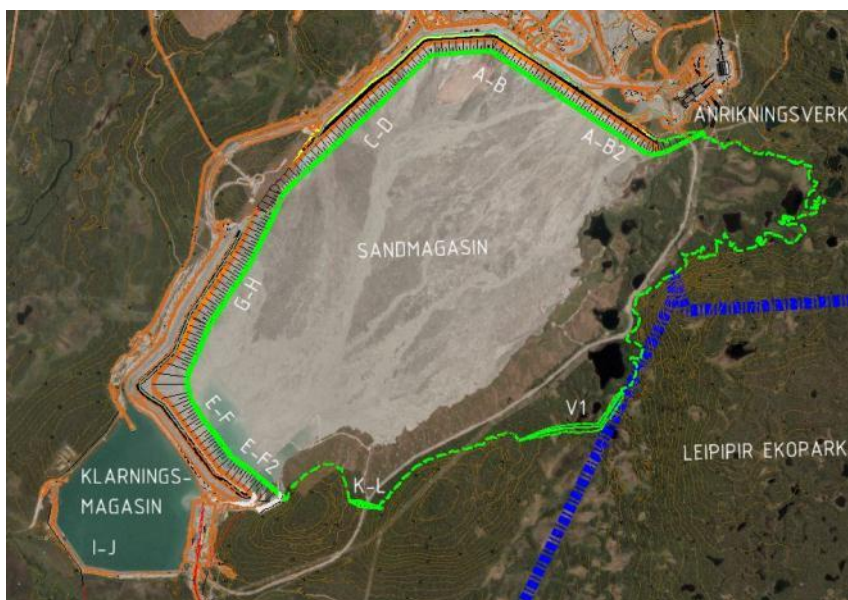 A-B
C-D
ANRIKNINGSVERK
A-B2
SANDMAGASIN
G-H
E-F
V1
E-F2
LEIPIPIR EKOPARK
KLARNINGS-
MAGASIN
K-L
I-J